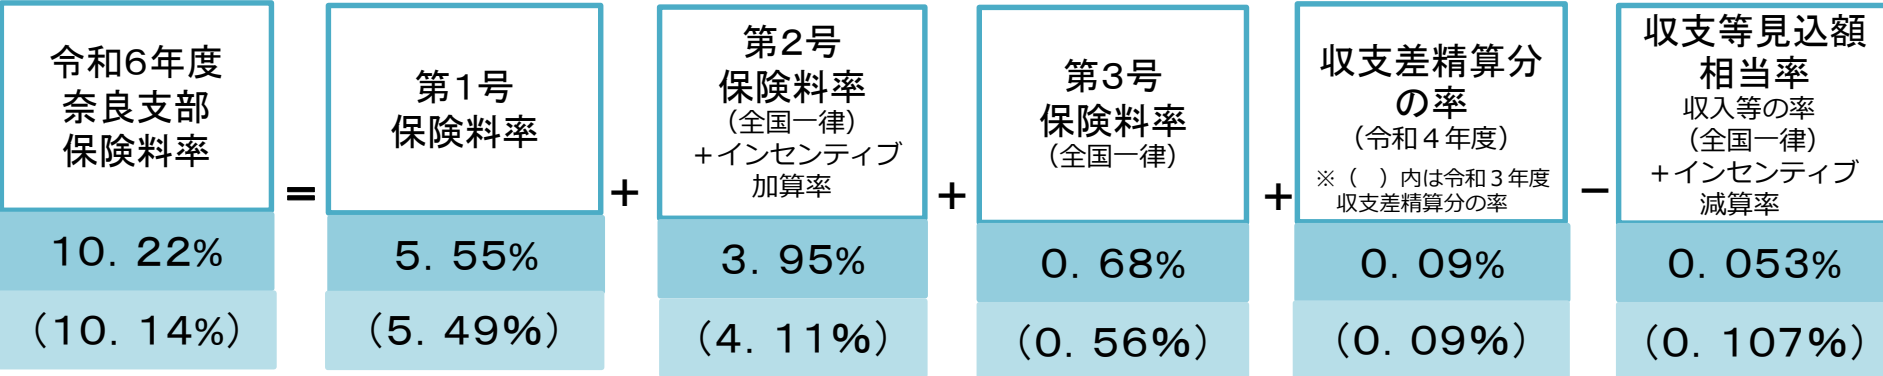 令和6年度
奈良支部
保険料率
10. 22%
(10. 14%)
＝
第1号
保険料率
5. 55%
(5. 49%)
＋
第2号
保険料率
（全国一律）
＋インセンティブ
加算率
3. 95%
(4. 11%)
＋
第3号
保険料率
（全国一律）
0. 68%
(0. 56%)
＋
収支差精算分
の率
（令和４年度）
※（　）内は令和３年度
収支差精算分の率
0. 09%
(0. 09%)
－
収支等見込額
相当率
収入等の率
（全国一律）
＋インセンティブ
減算率
0. 053%
(0. 107%)